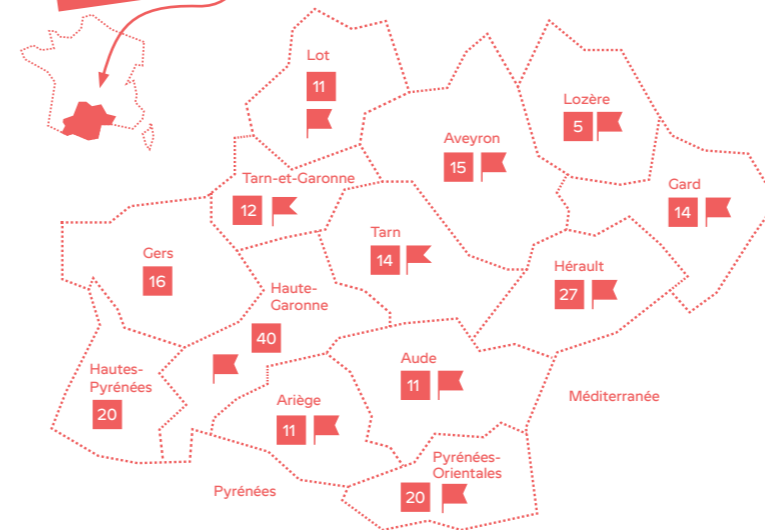 Lot
11
Lozère
5
Aveyron
15
Tarn-et-Garonne
12
Gard
14
Tarn
14
Gers
16
Hérault
27
Haute-
Garonne
40
Aude
11
Hautes-
Pyrénées
20
Ariège
11
Méditerranée
Pyrénées-
Orientales
20
Pyrénées